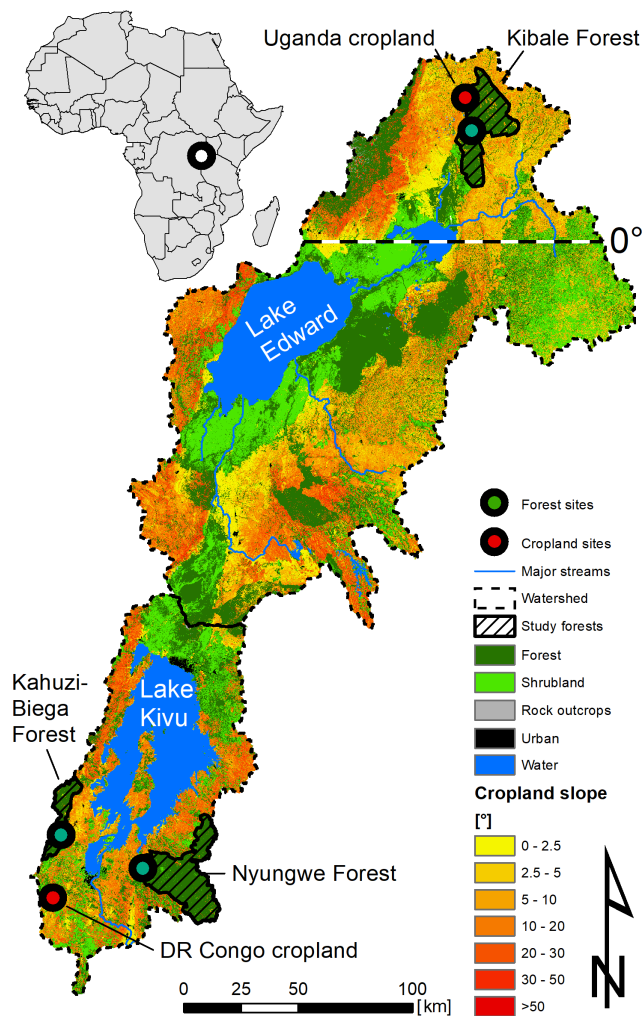 Uganda cropland
Kibale Forest
0°
Lake
Edward
Forest sites
Cropland sites
Major streams
Watershed
Study forests
Forest
Shrubland
Rock outcrops
Urban
Water
Kahuzi-
Biega
Forest
Lake
Kivu
Cropland slope
[°]
0 - 2.5
2.5 - 5
5 - 10
10 - 20
20 - 30
30 - 50
>50
Nyungwe Forest
DR Congo cropland
N
0 25 50 100 [km]